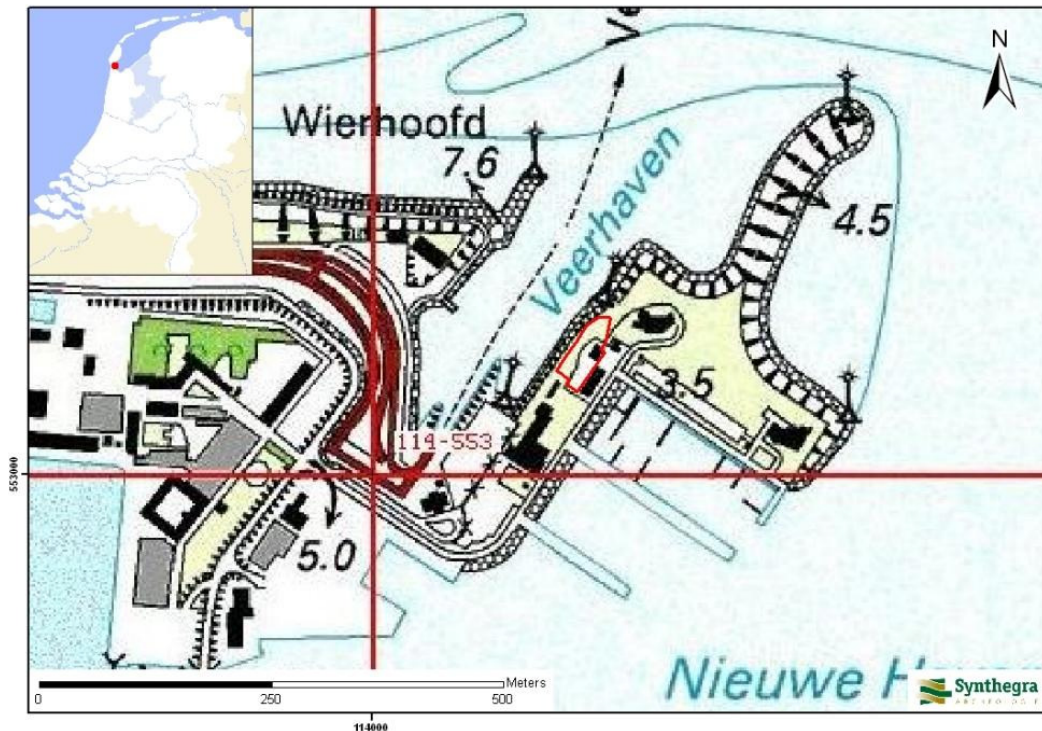 N
Wierhoofd
7.6
Veerhaven
4.5
3.5
114-553
553000
5.0
Nieuwe H
Meters
0
250
500
Synthegra
114000